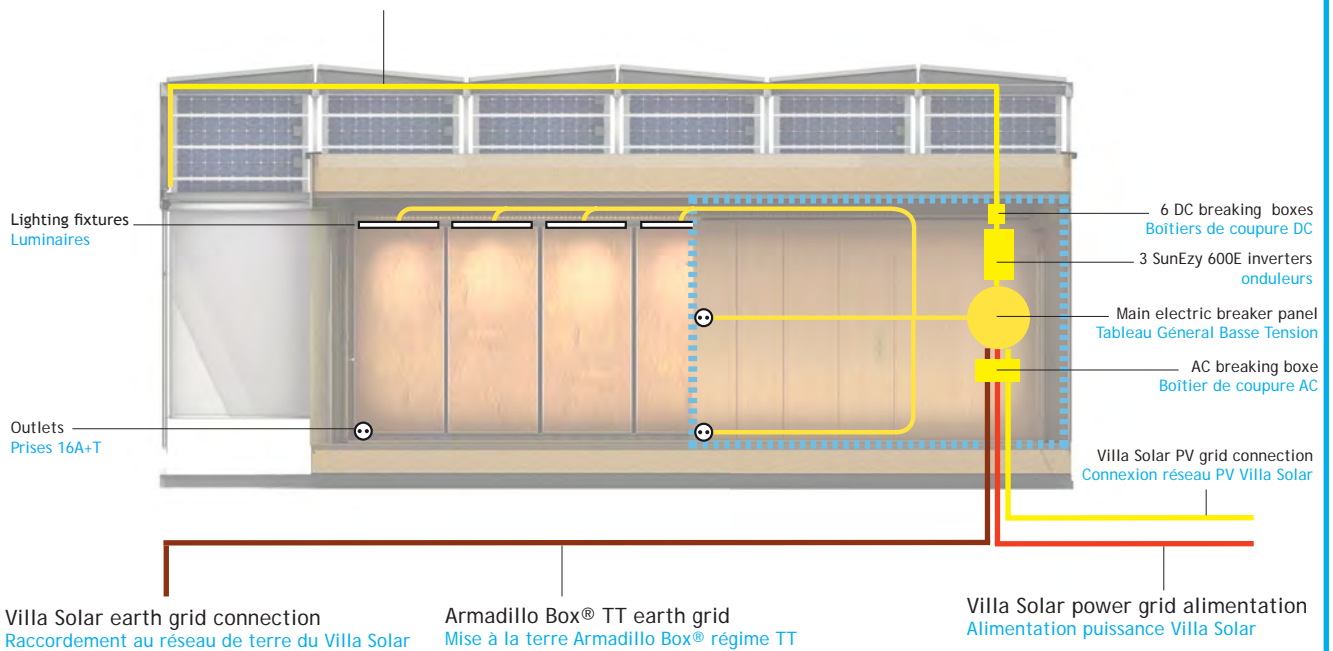 Lighting fixtures
Luminaires
6 DC breaking boxes
Boîtiers de coupure DC
3 SunEzy 600E inverters
onduleurs
Main electric breaker panel
Tableau Géneral Basse Tension
AC breaking boxe
Boîtier de coupure AC
Outlets
Prises 16A+T
Villa Solar PV grid connection
Connexion réseau PV Villa Solar
Villa Solar earth grid connection
Raccordement au réseau de terre du Villa Solar
Armadillo Box® TT earth grid
Mise à la terre Armadillo Box® régime TT
Villa Solar power grid alimentation
Alimentation puissance Villa Solar